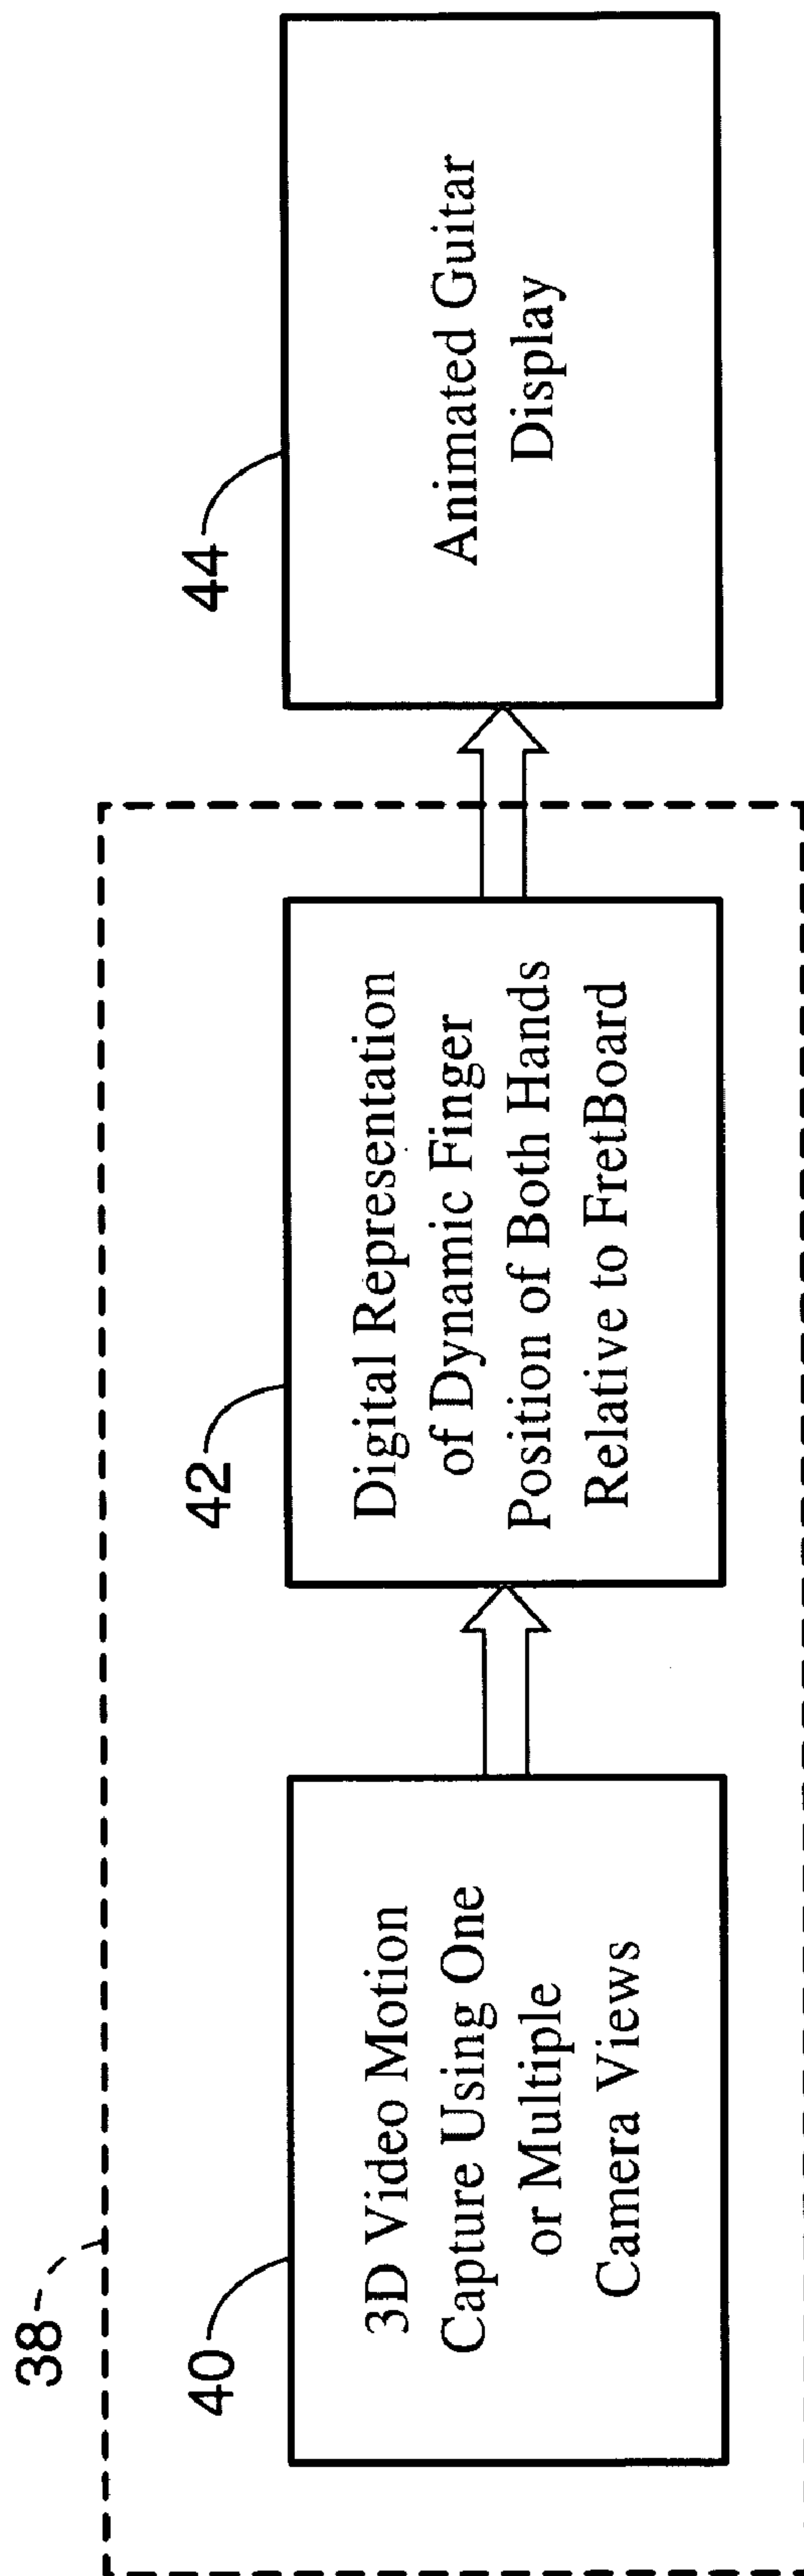 38
40
3D Video Motion
Capture Using One
or Multiple
Camera Views
42
Digital Representation
of Dynamic Finger
Position of Both Hands
Relative to FretBoard
44
Animated Guitar
Display